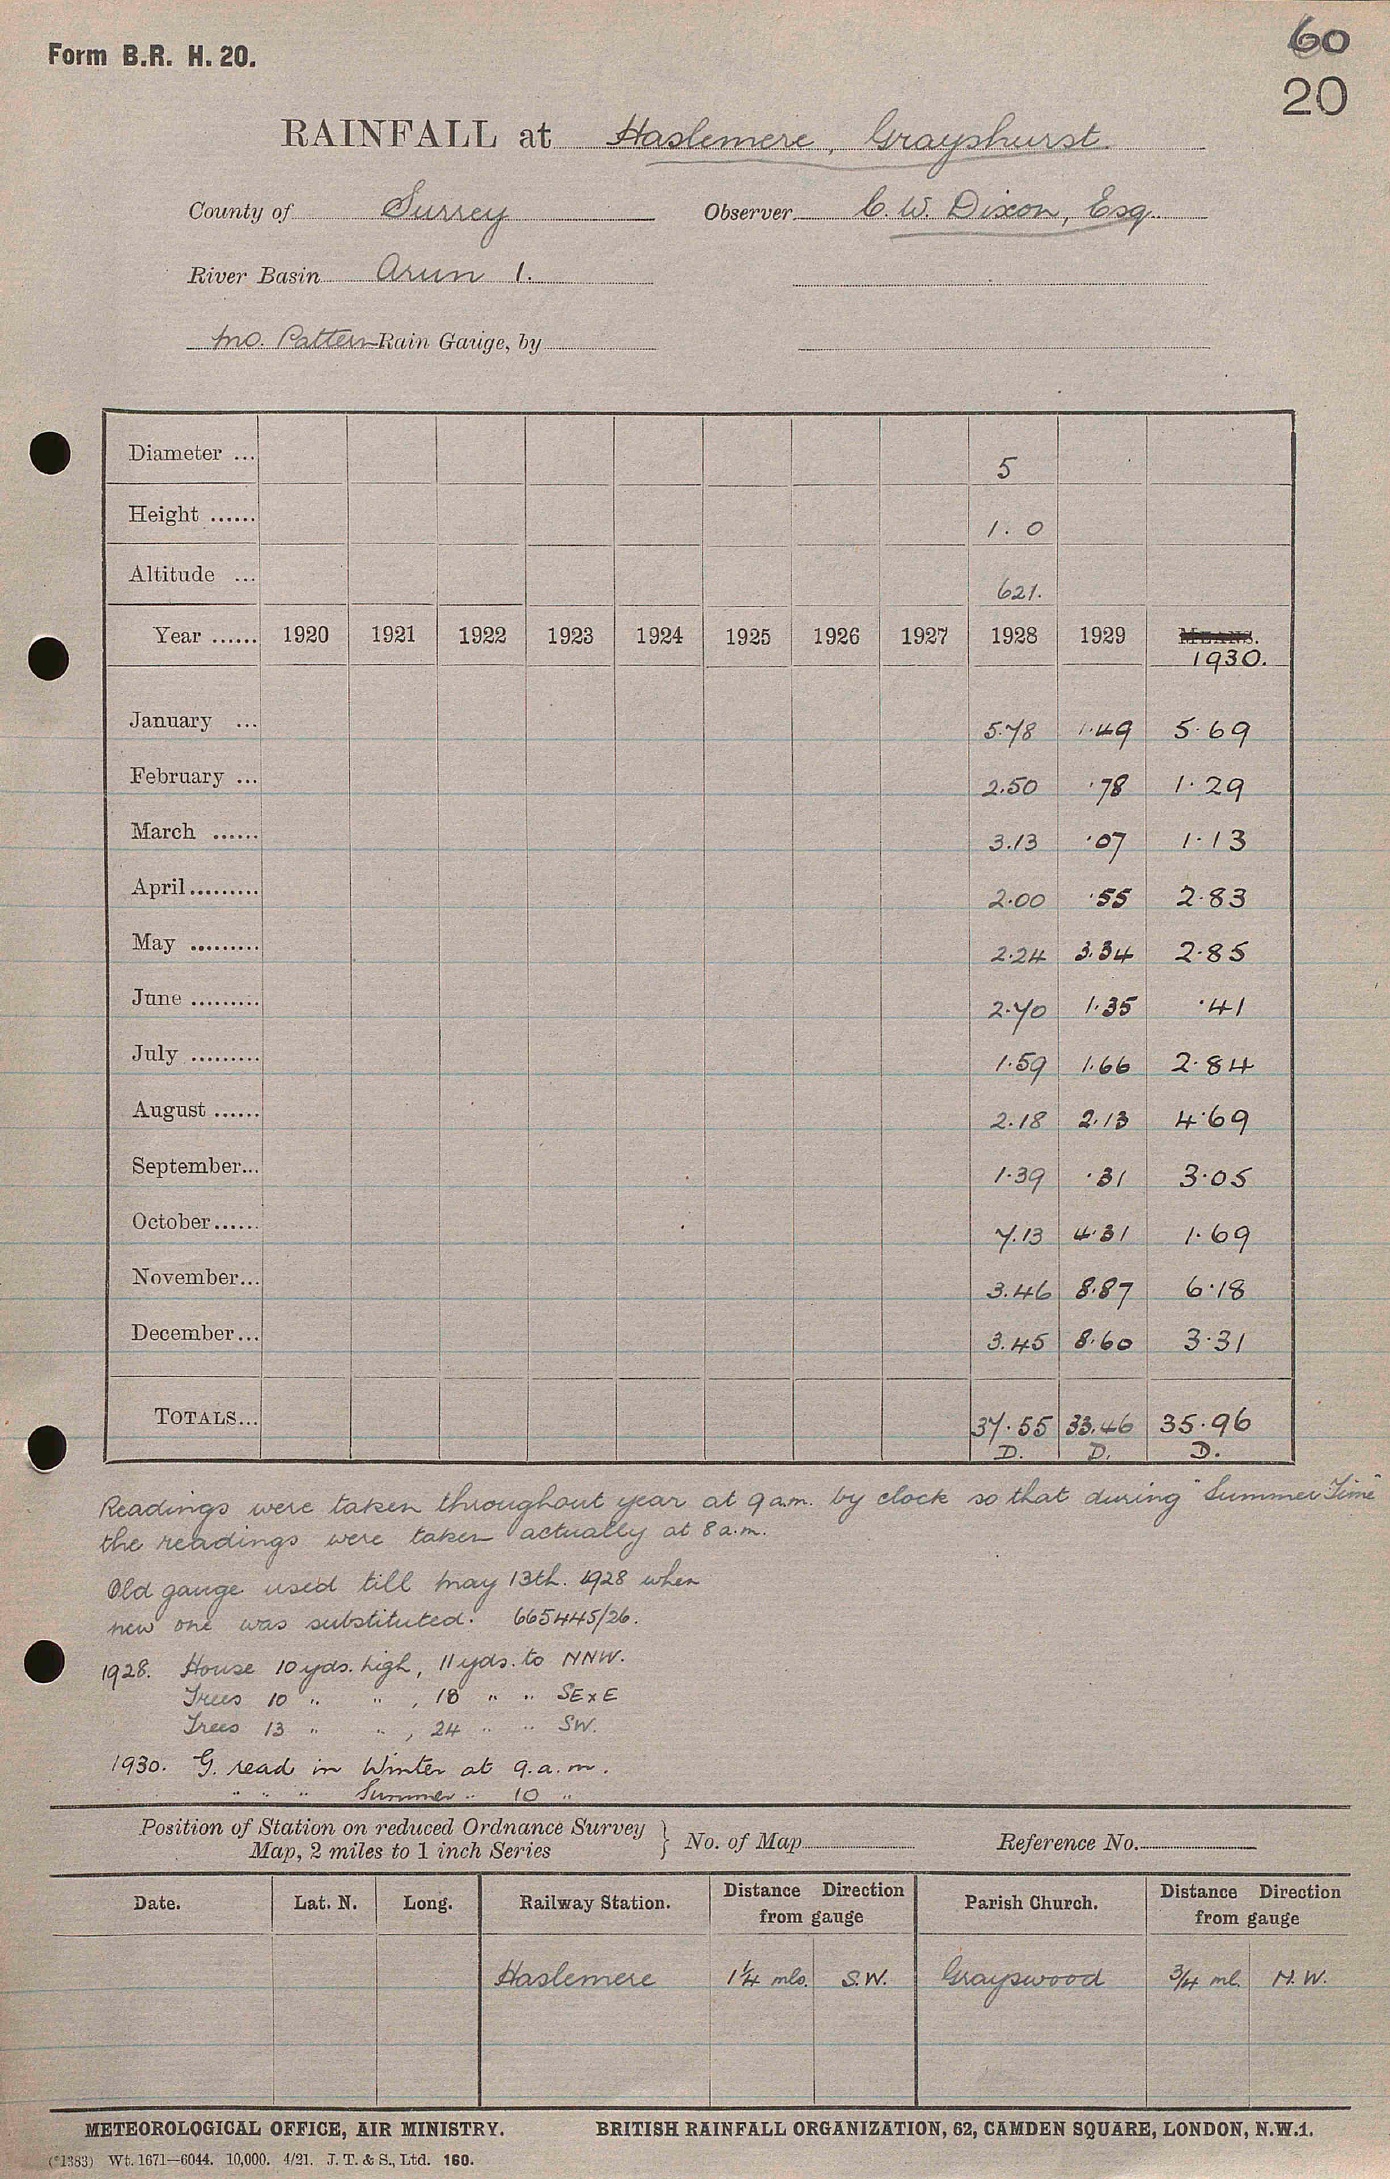 60
Form B.R. H. 20.
20
RAINFALL at Haslemere, Grayshurst.
County of Surrey Observer C. W. Dixon, Esq.
River Basin Arun 1.
Mo. Pattern Rain Gauge, by
Diameter ... 5
Height ...... 1. 0
Altitude ... 621.
Year ...... 1920 1921 1922 1923 1924 1925 1926 1927 1928 1929 MEANS.
1930.
January ... 5.78 1.49 5.69
February ... 2.50 .78 1.29
March ...... 3.13 .07 1.13
April ......... 2.00 .55 2.83
May ......... 2.24 3.34 2.85
June ......... 2.70 1.35 .41
July ......... 1.59 1.66 2.84
August ...... 2.18 2.13 4.69
September... 1.39 .31 3.05
October ...... 7.13 4.31 1.69
November... 3.46 8.87 6.18
December... 3.45 8.60 3.31
TOTALS... 37.55 33.46 35.96
D. D. D.
Readings were taken throughout year at 9 a.m. by clock so that during "Summer Time"
the readings were taken actually at 8 a.m.
Old gauge used till May 13th. 1928 when
new one was substituted. 665445/26.
1928. House 10 yds. high, 11 yds. to NNW.
Trees 10 " " , 18 " " SE x E
Trees 13 " " , 24 " " SW.
1930. G. read in Winter at 9. a.m.
" " " Summer " 10 "
Position of Station on reduced Ordnance Survey
Map, 2 miles to 1 inch Series } No. of Map Reference No.
Date. Lat. N. Long. Railway Station. Distance Direction from gauge Parish Church. Distance Direction from gauge
Haslemere 1¼ mls. S.W. Grayswood ¾ ml. N.W.
METEOROLOGICAL OFFICE, AIR MINISTRY. BRITISH RAINFALL ORGANIZATION, 62, CAMDEN SQUARE, LONDON, N.W.1.
(*1383) Wt. 1671—6044. 10,000. 4/21. J. T. & S., Ltd. 160.